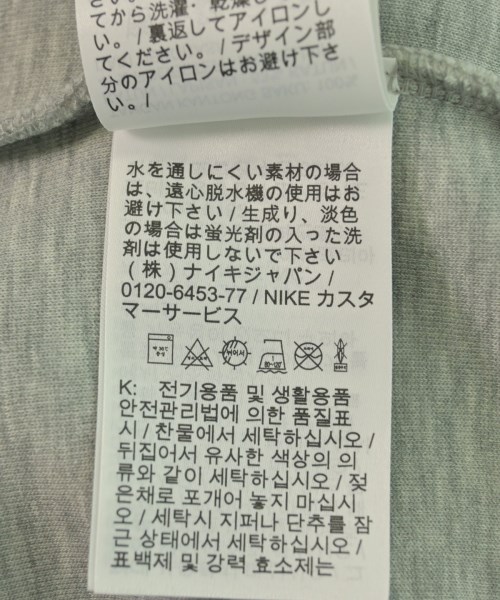 てから洗濯・乾燥し
い。/裏返してアイロンし
てください。/デザイン部
分のアイロンはお避け下さ
い。/
水を通しにくい素材の場合
は、遠心脱水機の使用はお
避け下さい / 生成り、淡色
の場合は蛍光剤の入った洗
剤は使用しないで下さい
(株) ナイキジャパン /
0120-6453-77 / NIKE カスタ
マーサービス
K: 전기용품 및 생활용품
안전관리법에 의한 품질표
시 / 찬물에서 세탁하십시오 /
뒤집어서 유사한 색상의 의
류와 같이 세탁하십시오 / 젖
은채로 포개어 놓지 마십시
오 / 세탁시 지퍼나 단추를 잠
근 상태에서 세탁하십시오 /
표백제 및 강력 효소제는